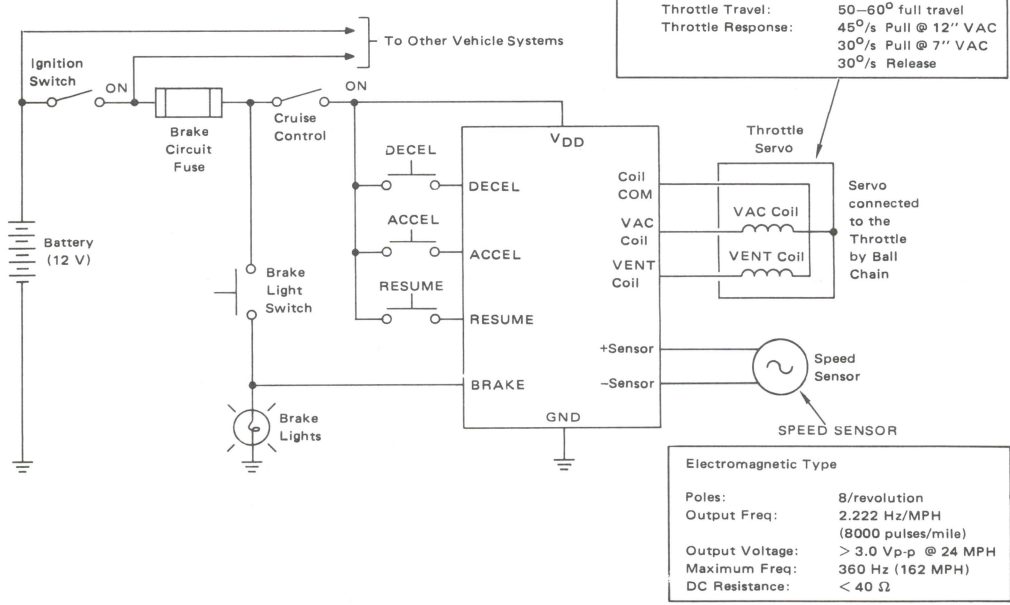 Throttle Travel: 50—60° full travel
Throttle Response: 45°/s Pull @ 12'' VAC
30°/s Pull @ 7'' VAC
30°/s Release
To Other Vehicle Systems
Ignition
Switch
ON
Brake
Circuit
Fuse
Cruise
Control
ON
VDD
Throttle
Servo
DECEL
DECEL
ACCEL
ACCEL
RESUME
RESUME
BRAKE
Coil
COM
VAC
Coil
VENT
Coil
VAC Coil
VENT Coil
Servo
connected
to the
Throttle
by Ball
Chain
Battery
(12 V)
Brake
Light
Switch
+Sensor
—Sensor
Speed
Sensor
GND
Brake
Lights
SPEED SENSOR
Electromagnetic Type
Poles: 8/revolution
Output Freq: 2.222 Hz/MPH
(8000 pulses/mile)
Output Voltage: > 3.0 Vp-p @ 24 MPH
Maximum Freq: 360 Hz (162 MPH)
DC Resistance: < 40 Ω